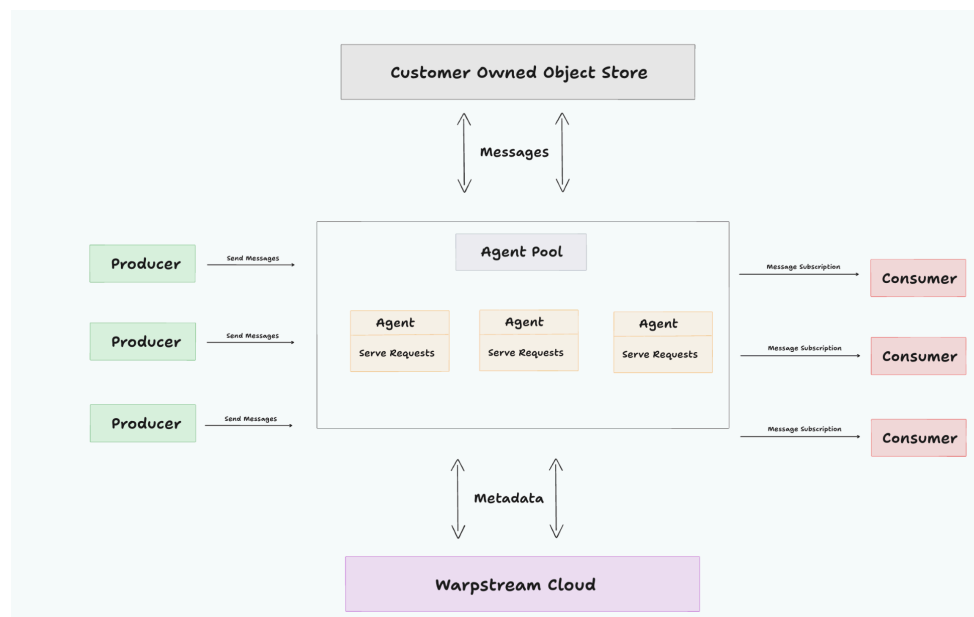 Customer Owned Object Store
Messages
Agent Pool
Producer
Send Messages
Message Subscription
Consumer
Agent
Agent
Agent
Producer
Send Messages
Serve Requests
Serve Requests
Serve Requests
Message Subscription
Consumer
Producer
Send Messages
Message Subscription
Consumer
Metadata
Warpstream Cloud